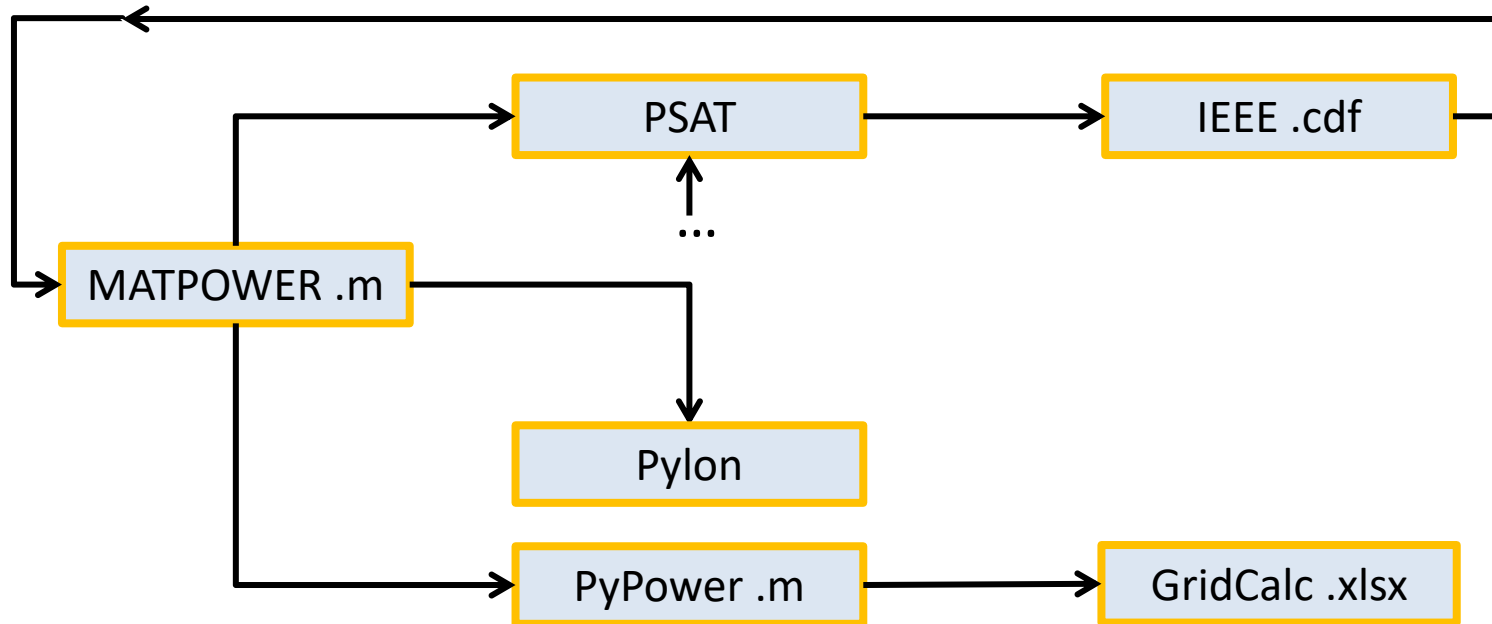 PSAT
IEEE .cdf
...
MATPOWER .m
Pylon
PyPower .m
GridCalc .xlsx